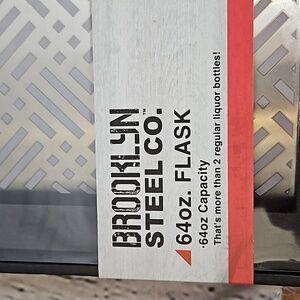 BROOKLYN
STEEL CO.™
64oz. FLASK
·64oz Capacity
That's more than 2 regular liquor bottles!